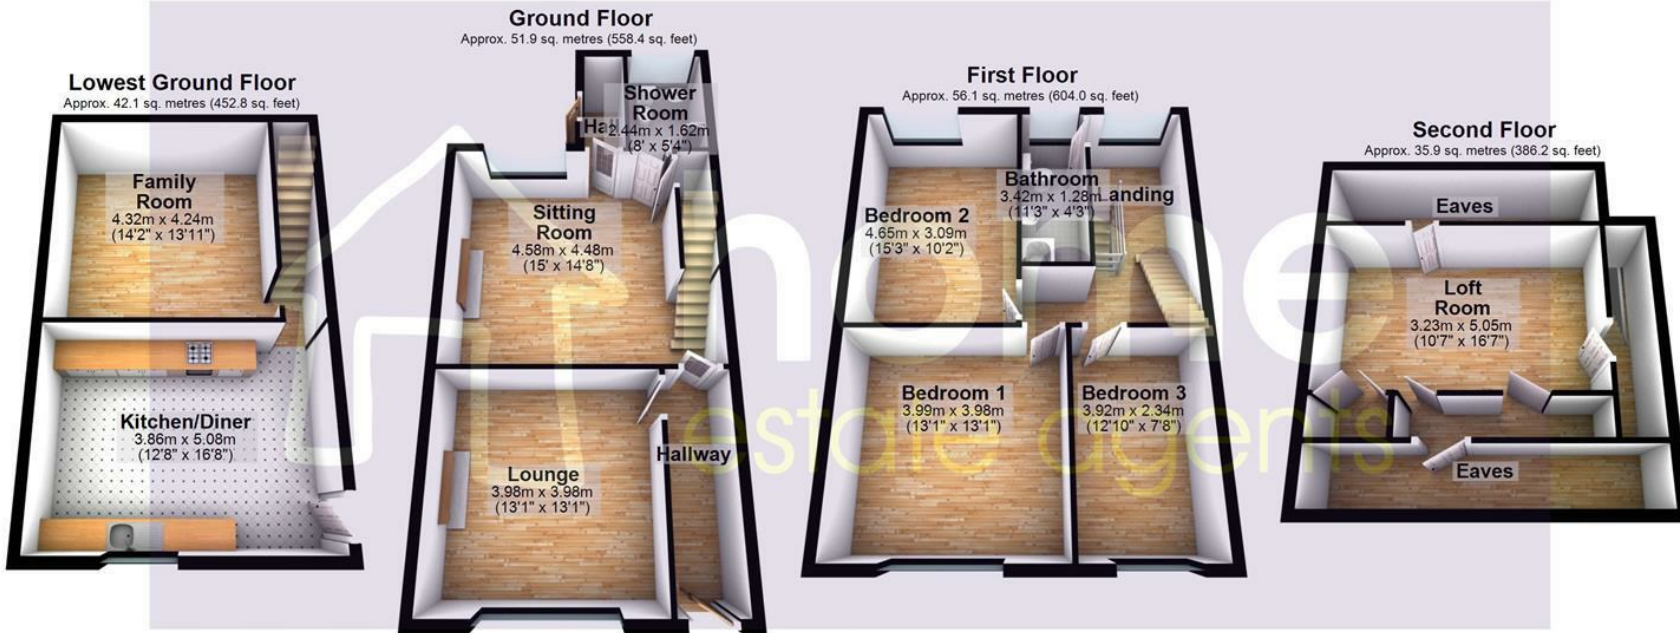 Lowest Ground Floor
Approx. 42.1 sq. metres (452.8 sq. feet)
Family
Room
4.32m x 4.24m
(14'2" x 13'11")
Kitchen/Diner
3.86m x 5.08m
(12'8" x 16'8")
Ground Floor
Approx. 51.9 sq. metres (558.4 sq. feet)
Shower
Room
2.44m x 1.62m
(8' x 5'4")
Sitting
Room
4.58m x 4.48m
(15' x 14'8")
Lounge
3.98m x 3.98m
(13'1" x 13'1")
Hallway
First Floor
Approx. 56.1 sq. metres (604.0 sq. feet)
Bathroom
3.42m x 1.28m
(11'3" x 4'3")
Landing
Bedroom 2
4.65m x 3.09m
(15'3" x 10'2")
Bedroom 1
3.99m x 3.98m
(13'1" x 13'1")
Bedroom 3
3.92m x 2.34m
(12'10" x 7'8")
Second Floor
Approx. 35.9 sq. metres (386.2 sq. feet)
Eaves
Loft
Room
3.23m x 5.05m
(10'7" x 16'7")
Eaves
home
estate agents